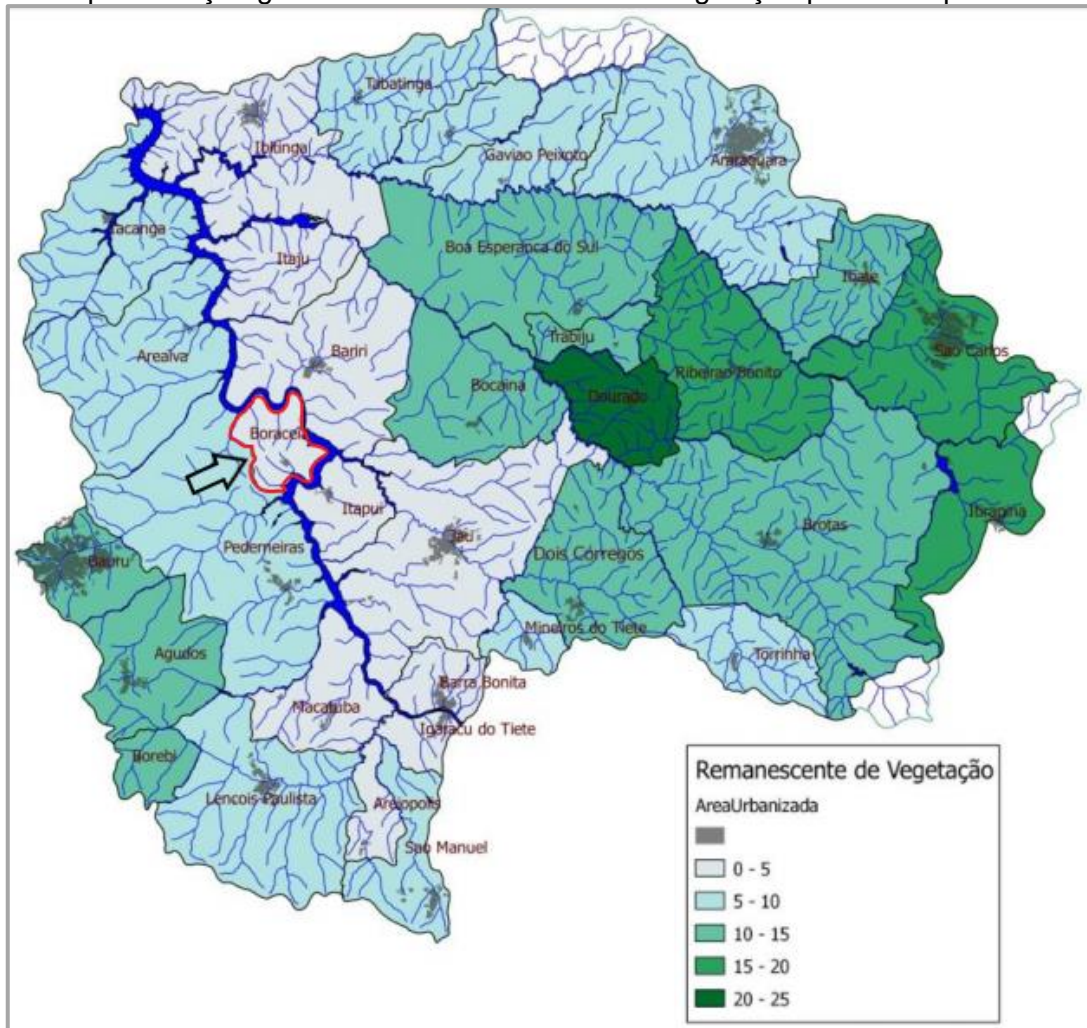 Tabatinga
Ibitinga
Gaviao Peixoto
Araraquara
Iacanga
Boa Esperanca do Sul
Itaju
Ibate
Trabiju
Sao Carlos
Arealva
Bariri
Ribeirao Bonito
Bocaina
Dourado
Boraceia
Itapui
Ibrapina
Brotas
Jau
Dois Corregos
Bauru
Pederneiras
Mineiros do Tiete
Agudos
Torrinha
Barra Bonita
Macatuba
Igaracu do Tiete
Borebi
Lencois Paulista
Areiopolis
Sao Manuel
Remanescente de Vegetação
AreaUrbanizada
0 - 5
5 - 10
10 - 15
15 - 20
20 - 25